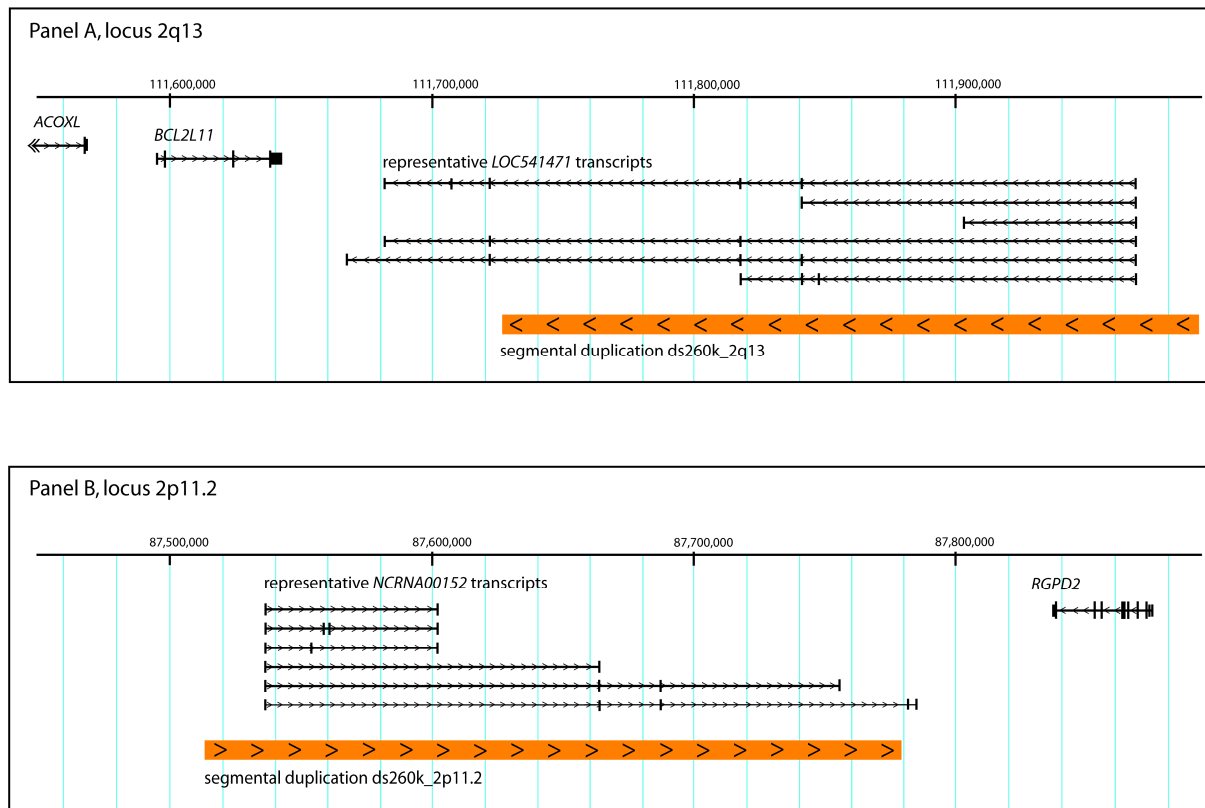 Panel A, locus 2q13
111,600,000 111,700,000 111,800,000 111,900,000
ACOXL
BCL2L11
representative LOC541471 transcripts
segmental duplication ds260k_2q13
Panel B, locus 2p11.2
87,500,000 87,600,000 87,700,000 87,800,000
representative NCRNA00152 transcripts
RGPD2
segmental duplication ds260k_2p11.2